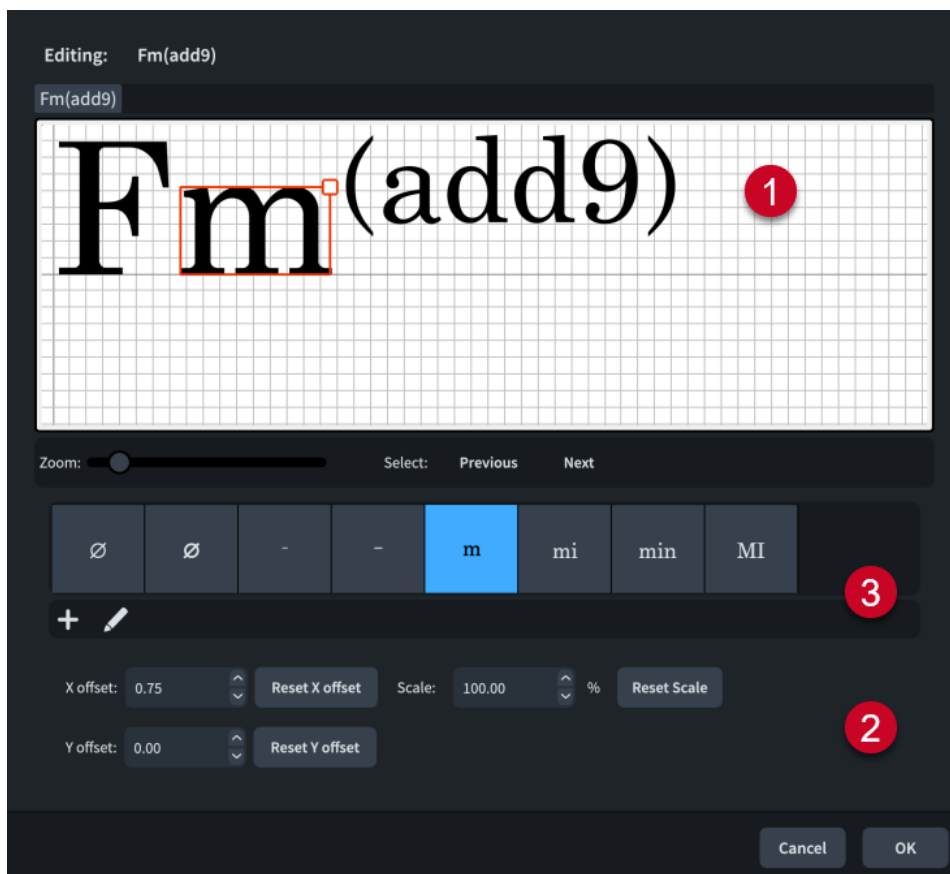 Editing: Fm(add9)
Fm(add9)
Fm(add9)
1
Zoom: Select: Previous Next
∅ ∅ - – m mi min MI
3
X offset: 0.75 Reset X offset Scale: 100.00 % Reset Scale
2
Y offset: 0.00 Reset Y offset
Cancel OK